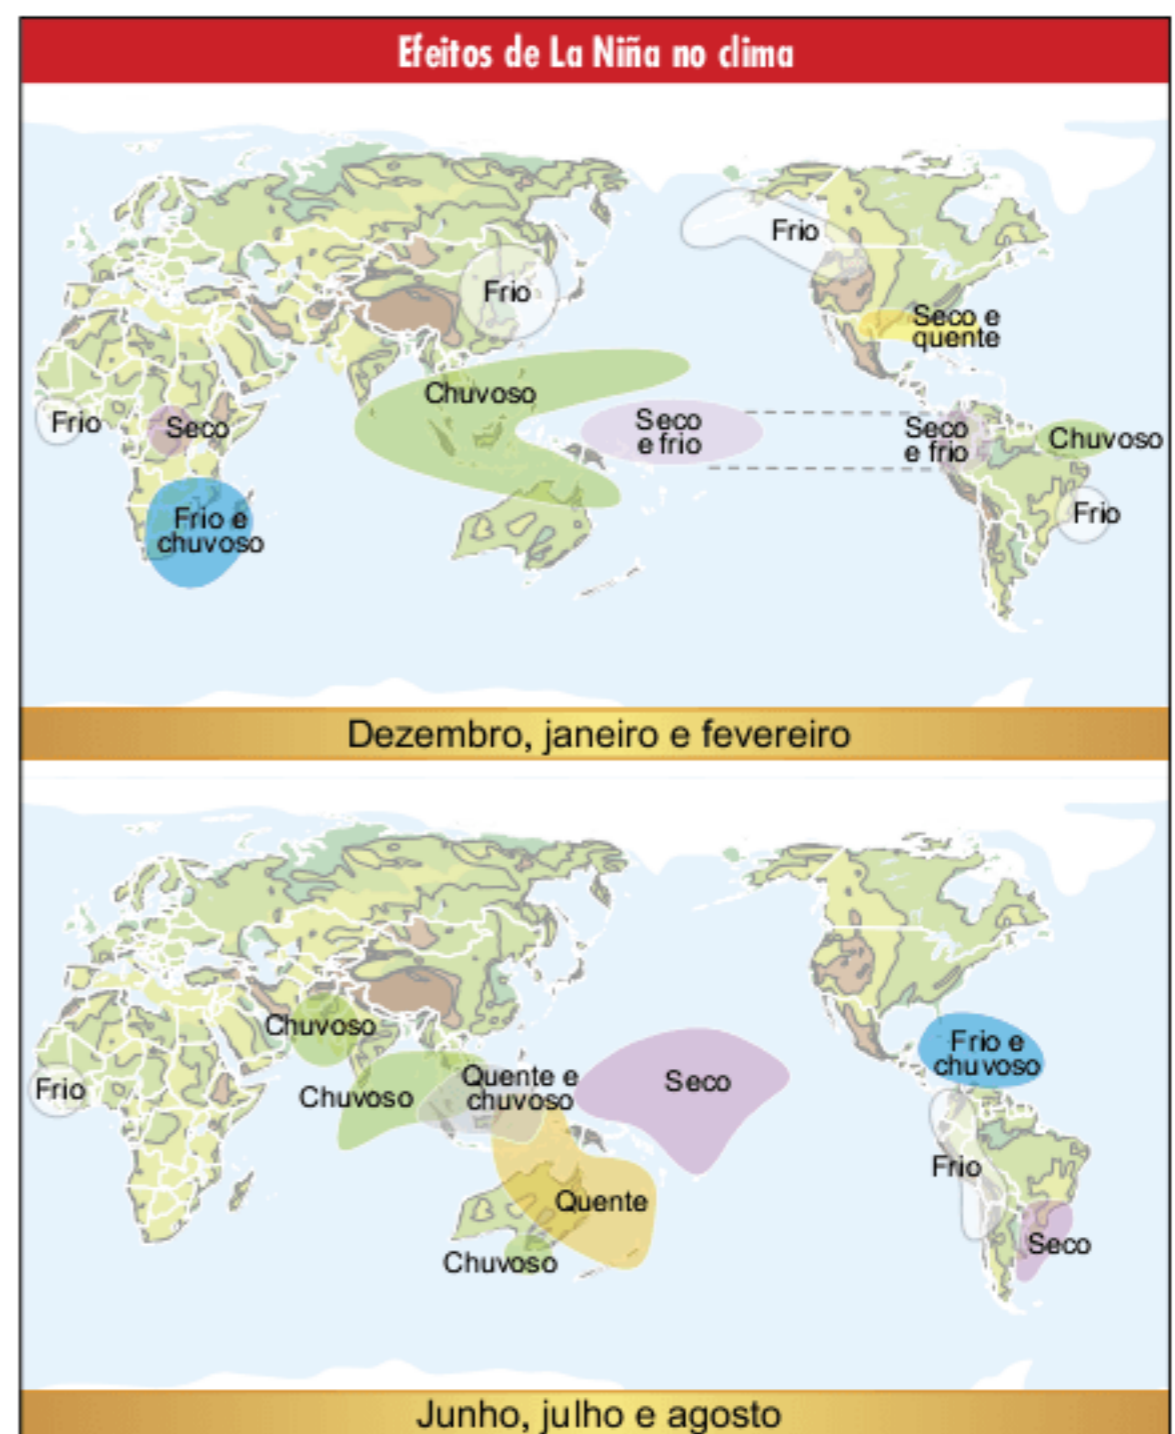 Efeitos de La Niña no clima
Frio
Frio
Seco e
quente
Chuvoso
Frio
Seco
Seco
e frio
Seco
e frio
Chuvoso
Frio e
chuvoso
Frio
Dezembro, janeiro e fevereiro
Chuvoso
Frio
Chuvoso
Quente e
chuvoso
Seco
Frio e
chuvoso
Frio
Quente
Seco
Chuvoso
Junho, julho e agosto